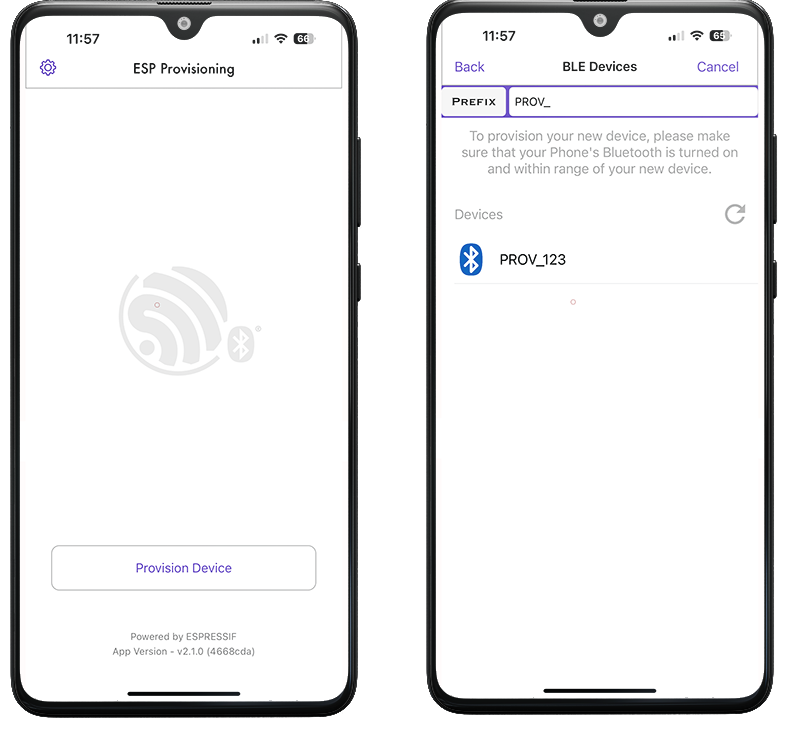 11:57
66
ESP Provisioning
Provision Device
Powered by ESPRESSIF
App Version - v2.1.0 (4668cda)
11:57
65
Back
BLE Devices
Cancel
PREFIX
PROV_
To provision your new device, please make
sure that your Phone's Bluetooth is turned on
and within range of your new device.
Devices
PROV_123